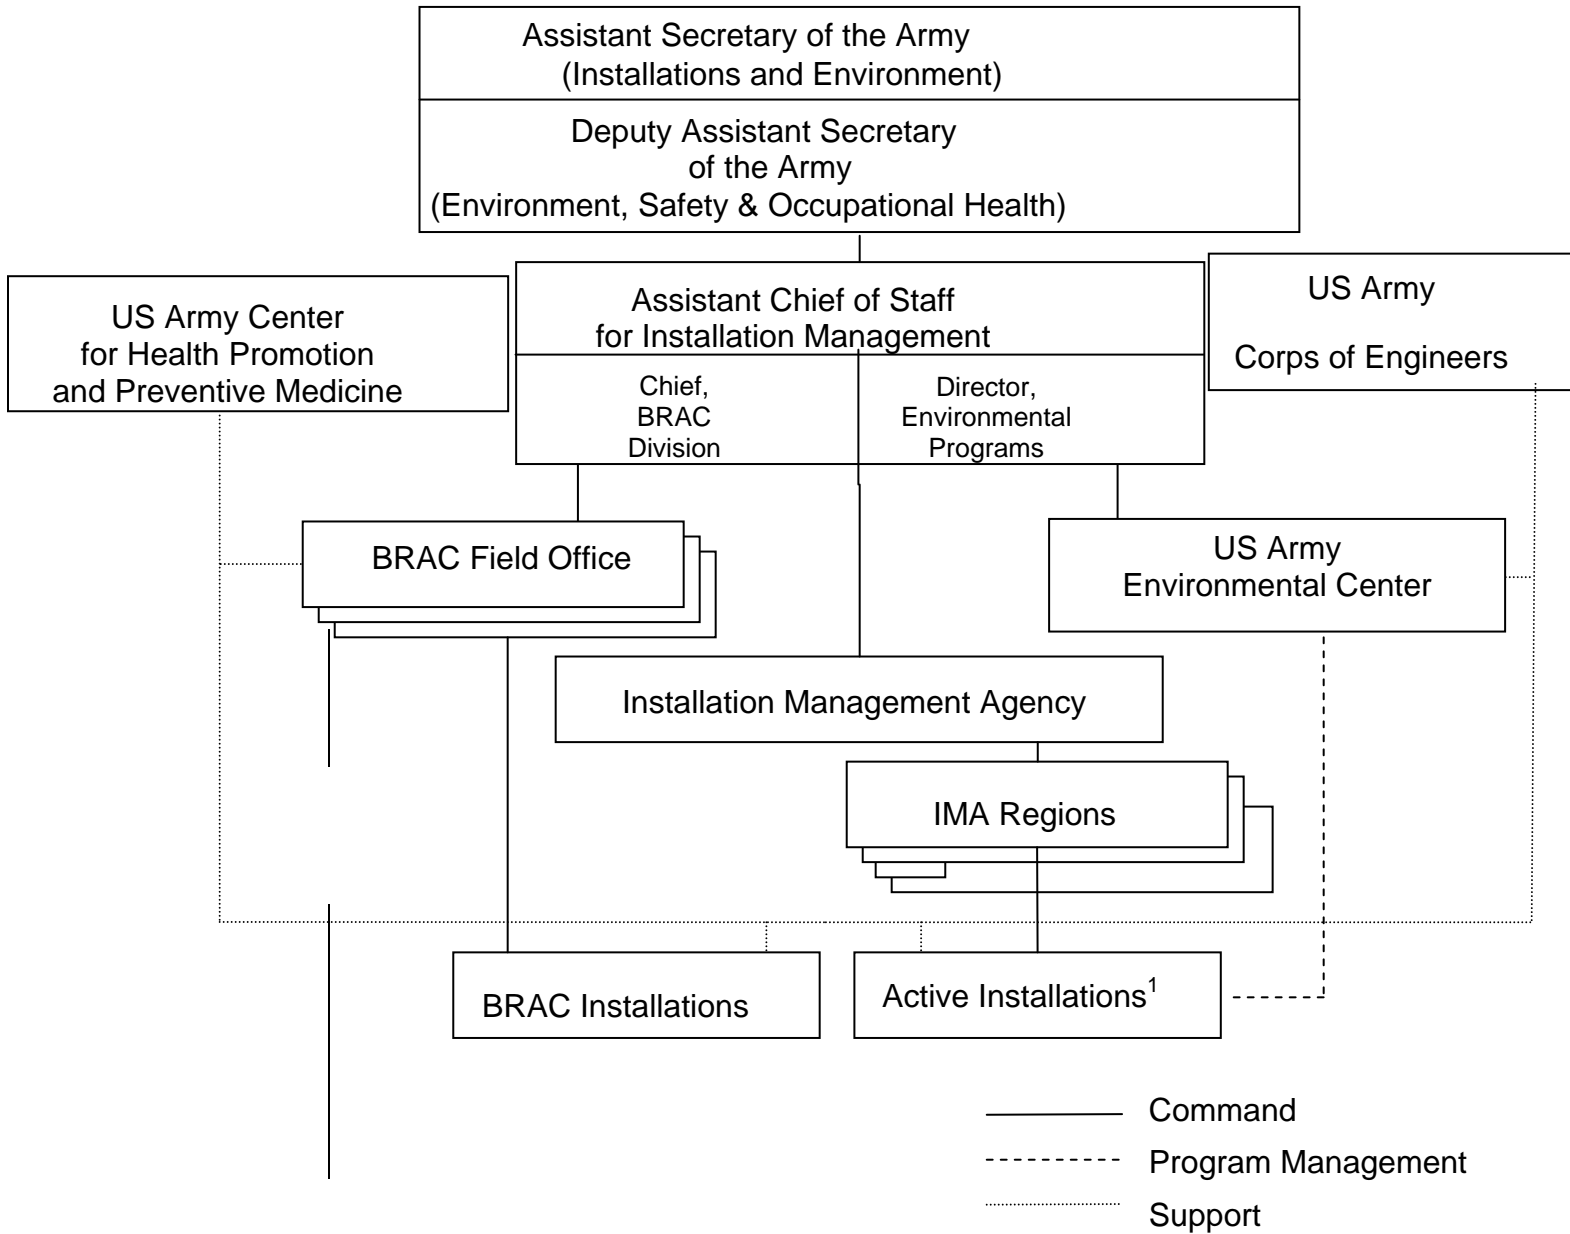 Assistant Secretary of the Army
(Installations and Environment)
Deputy Assistant Secretary
of the Army
(Environment, Safety & Occupational Health)
US Army Center
for Health Promotion
and Preventive Medicine
Assistant Chief of Staff
for Installation Management
Chief,
BRAC
Division
Director,
Environmental
Programs
US Army
Corps of Engineers
BRAC Field Office
US Army
Environmental Center
Installation Management Agency
IMA Regions
BRAC Installations
Active Installations¹
Command
Program Management
Support